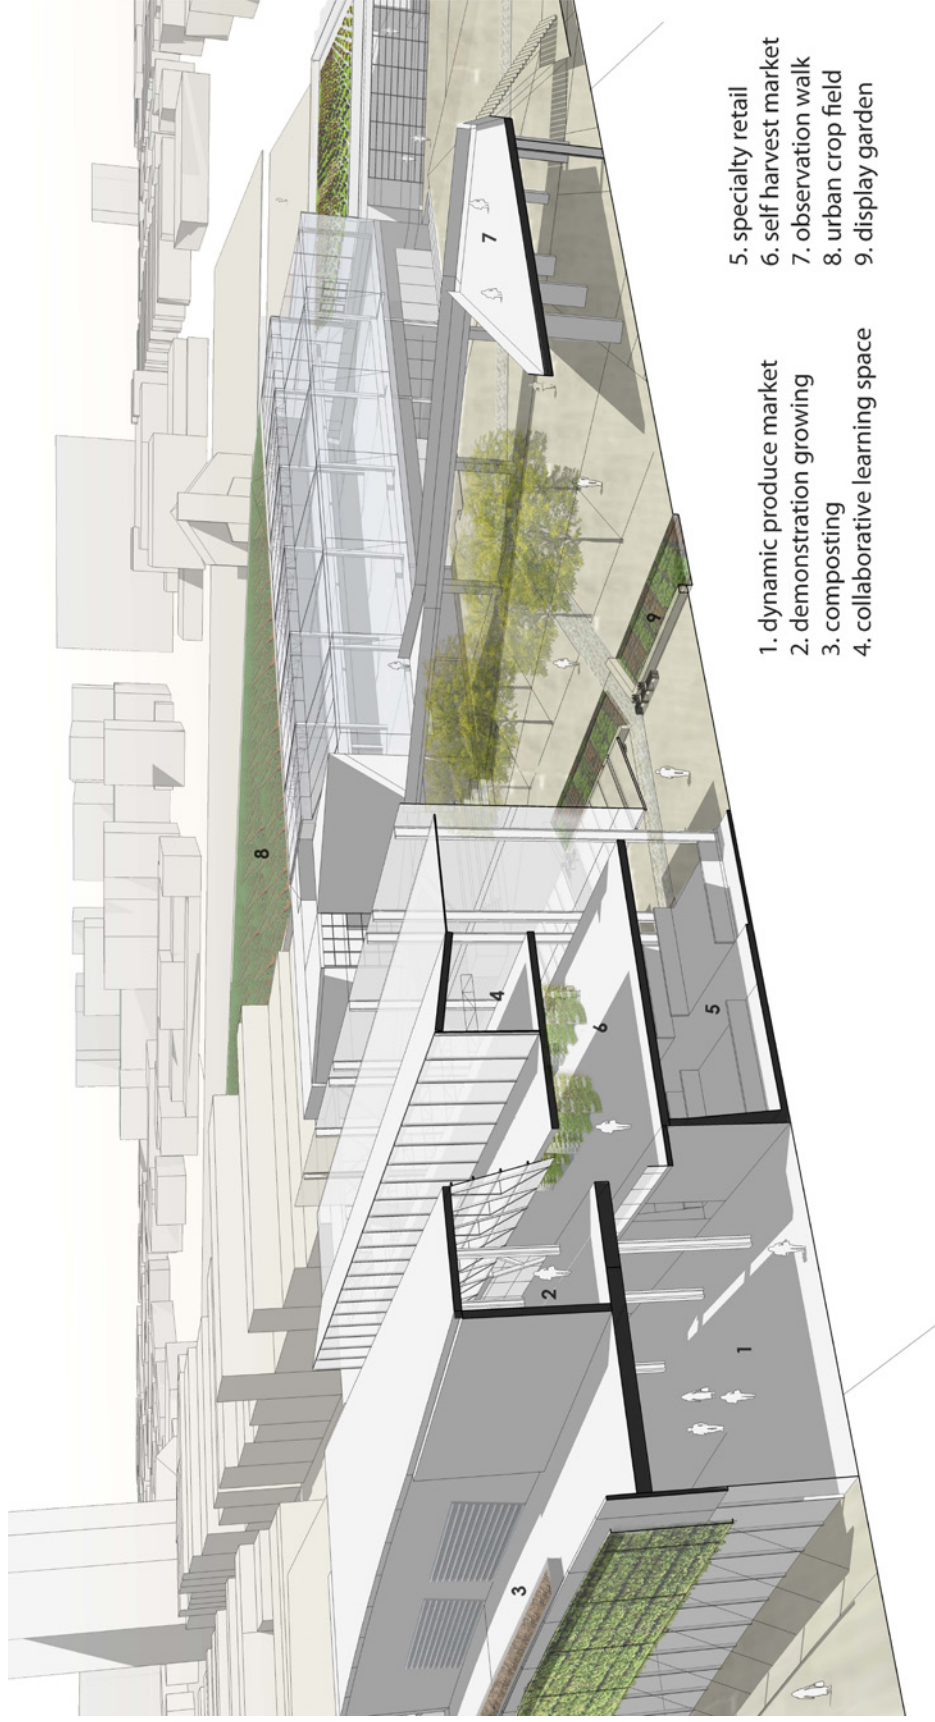 1. dynamic produce market
2. demonstration growing
3. composting
4. collaborative learning space
5. specialty retail
6. self harvest market
7. observation walk
8. urban crop field
9. display garden
3
2
1
4
6
5
8
9
7